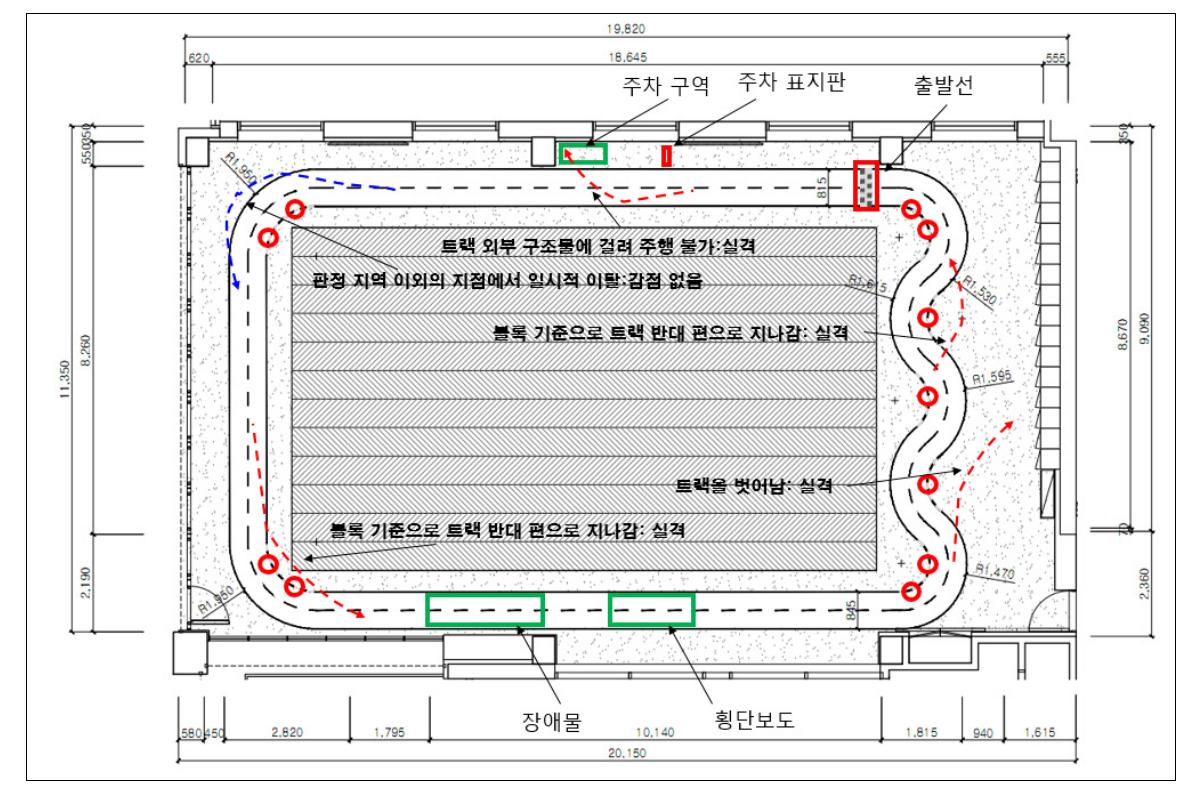 19,820
620
18,645
555
주차 구역
주차 표지판
출발선
350
550
350
R1,950
815
트랙 외부 구조물에 걸려 주행 불가:실격
판정 지역 이외의 지점에서 일시적 이탈:감점 없음
R1,615
R1,530
블록 기준으로 트랙 반대 편으로 지나감: 실격
8,260
11,350
8,670
9,090
R1,595
트랙을 벗어남: 실격
블록 기준으로 트랙 반대 편으로 지나감: 실격
70
2,190
R1,950
845
R1,470
2,360
장애물
횡단보도
580
450
2,820
1,795
10,140
1,815
940
1,615
20,150